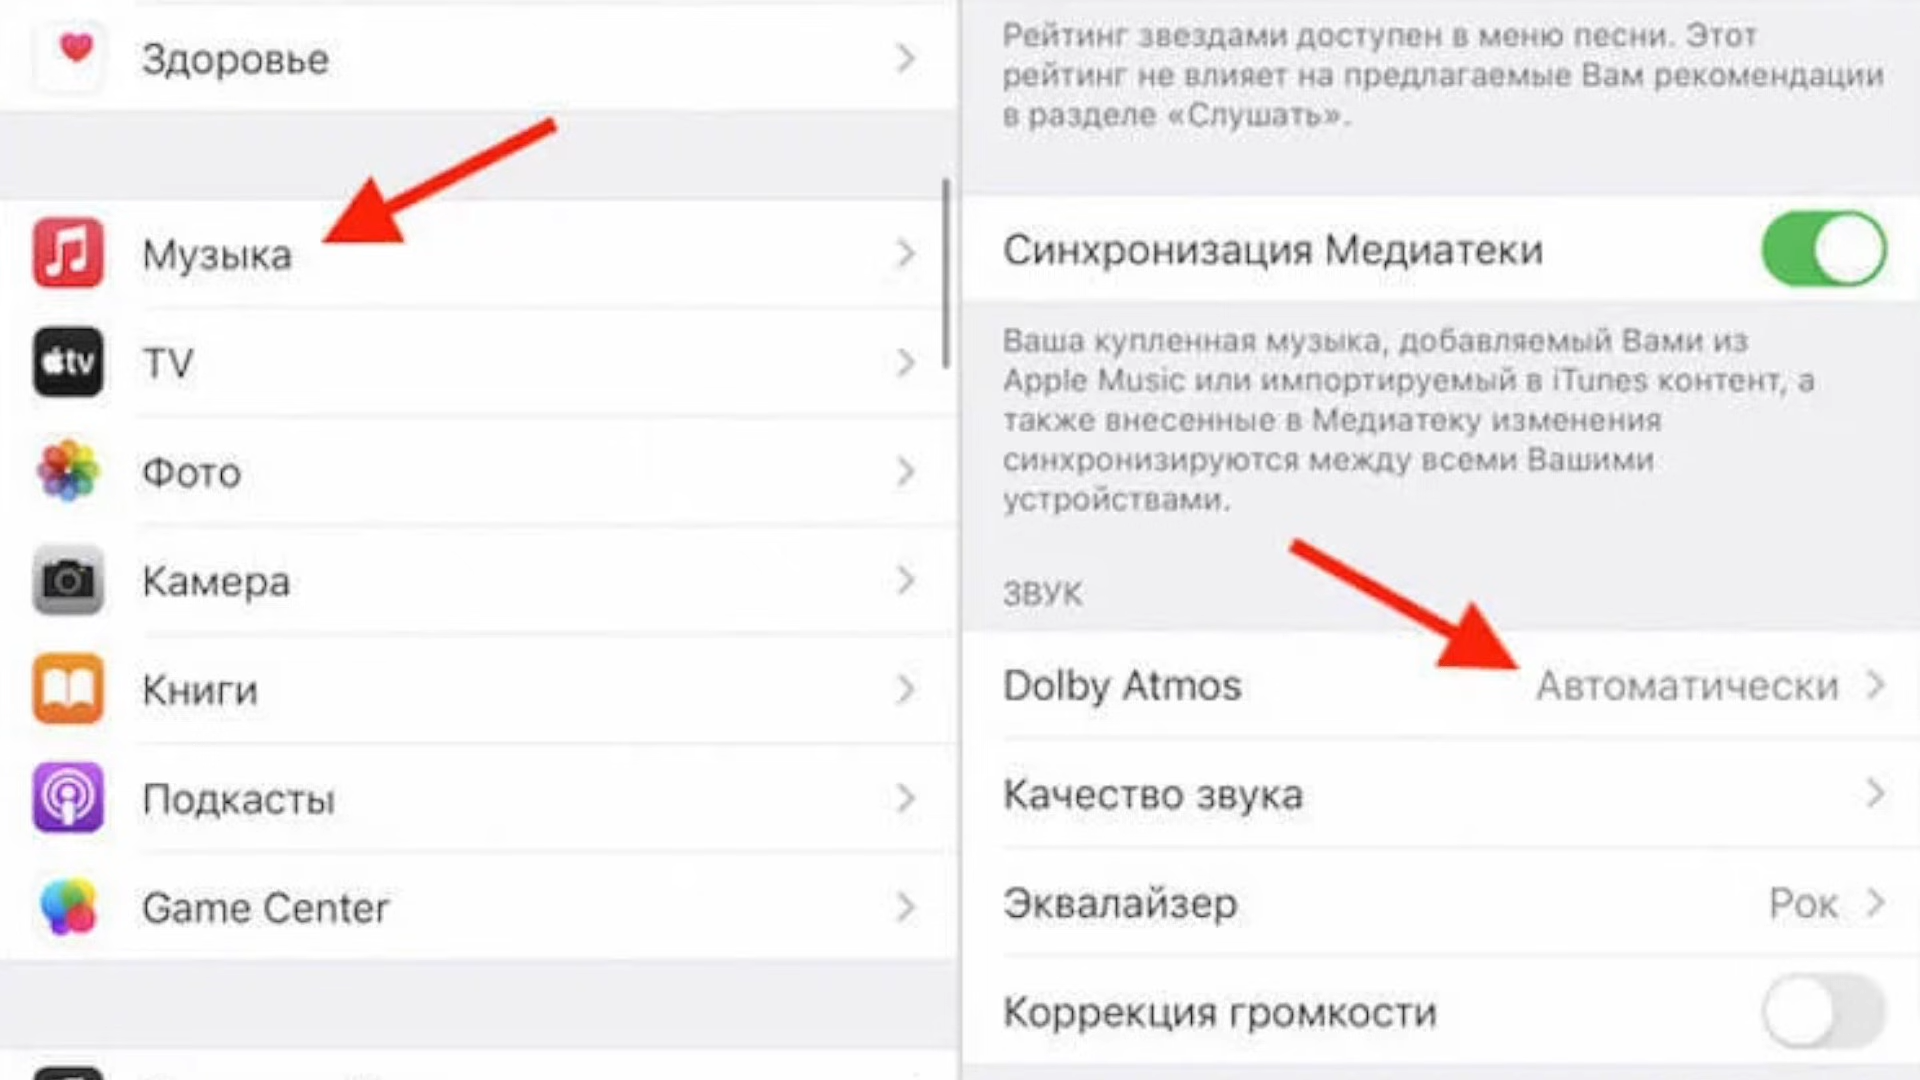 Здоровье
Музыка
tv
TV
Фото
Камера
Книги
Подкасты
Game Center
Рейтинг звездами доступен в меню песни. Этот
рейтинг не влияет на предлагаемые Вам рекомендации
в разделе «Слушать».
Синхронизация Медиатеки
Ваша купленная музыка, добавляемый Вами из
Apple Music или импортируемый в iTunes контент, а
также внесенные в Медиатеку изменения
синхронизируются между всеми Вашими
устройствами.
ЗВУК
Dolby Atmos Автоматически
Качество звука
Эквалайзер Рок
Коррекция громкости